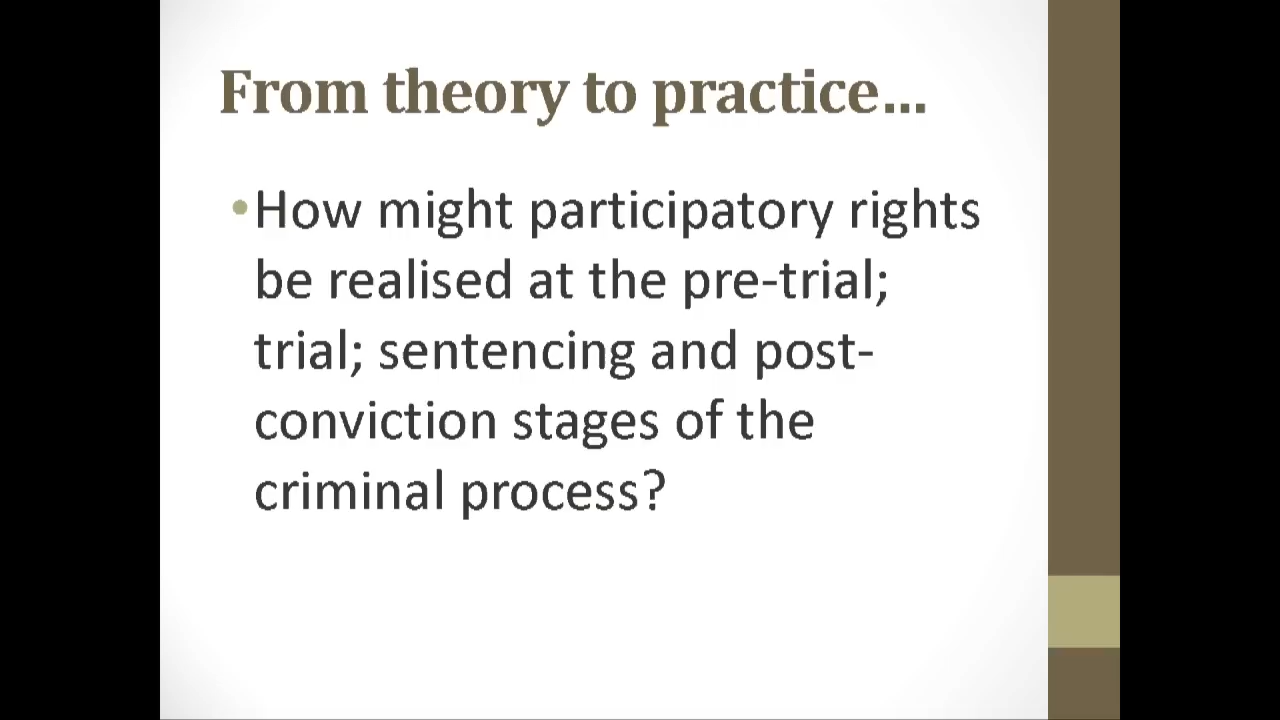 From theory to practice...
•How might participatory rights
be realised at the pre-trial;
trial; sentencing and post-
conviction stages of the
criminal process?